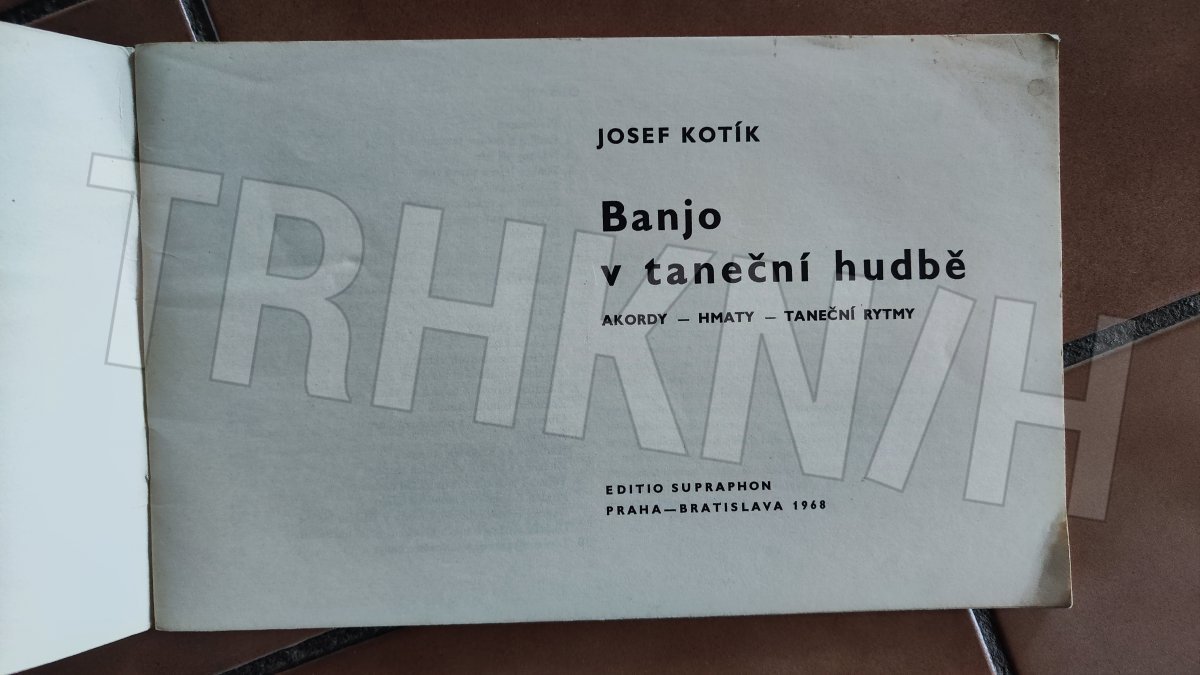 JOSEF KOTÍK
Banjo
v taneční hudbě
AKORDY — HMATY — TANEČNÍ RYTMY
EDITIO SUPRAPHON
PRAHA—BRATISLAVA 1968
TRHKNIH